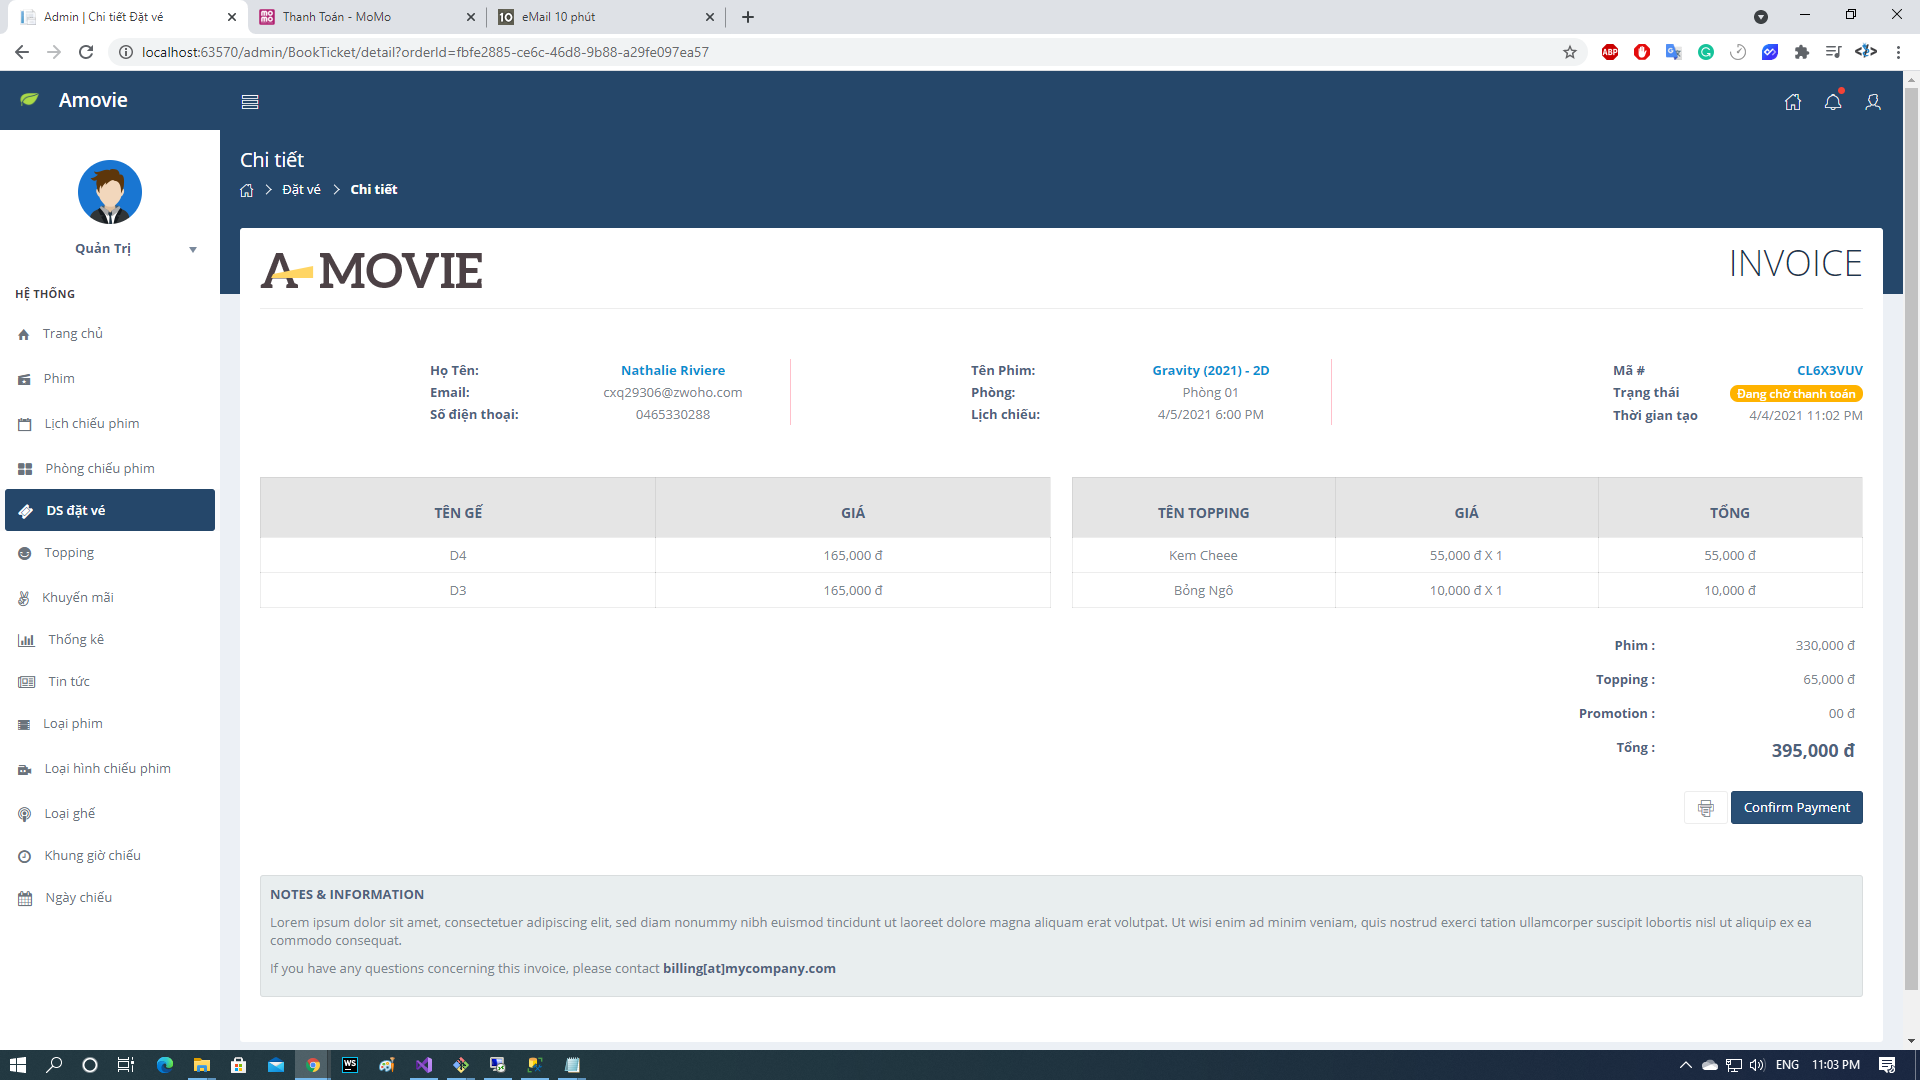 Admin | Chi tiết Đặt vé
Thanh Toán - MoMo
eMail 10 phút
localhost:63570/admin/BookTicket/detail?orderId=fbfe2885-ce6c-46d8-9b88-a29fe097ea57
Amovie
Chi tiết
Đặt vé
Chi tiết
Quản Trị
HỆ THỐNG
Trang chủ
Phim
Lịch chiếu phim
Phòng chiếu phim
DS đặt vé
Topping
Khuyến mãi
Thống kê
Tin tức
Loại phim
Loại hình chiếu phim
Loại ghế
Khung giờ chiếu
Ngày chiếu
A-MOVIE
INVOICE
Họ Tên: Nathalie Riviere
Email: cxq29306@zwoho.com
Số điện thoại: 0465330288
Tên Phim: Gravity (2021) - 2D
Phòng: Phòng 01
Lịch chiếu: 4/5/2021 6:00 PM
Mã # CL6X3VUV
Trạng thái Đang chờ thanh toán
Thời gian tạo 4/4/2021 11:02 PM
TÊN GẾ GIÁ
D4 165,000 đ
D3 165,000 đ
TÊN TOPPING GIÁ TỔNG
Kem Cheee 55,000 đ X 1 55,000 đ
Bỏng Ngô 10,000 đ X 1 10,000 đ
Phim : 330,000 đ
Topping : 65,000 đ
Promotion : 00 đ
Tổng : 395,000 đ
Confirm Payment
NOTES & INFORMATION
Lorem ipsum dolor sit amet, consectetuer adipiscing elit, sed diam nonummy nibh euismod tincidunt ut laoreet dolore magna aliquam erat volutpat. Ut wisi enim ad minim veniam, quis nostrud exerci tation ullamcorper suscipit lobortis nisl ut aliquip ex ea
commodo consequat.
If you have any questions concerning this invoice, please contact billing[at]mycompany.com
ENG 11:03 PM